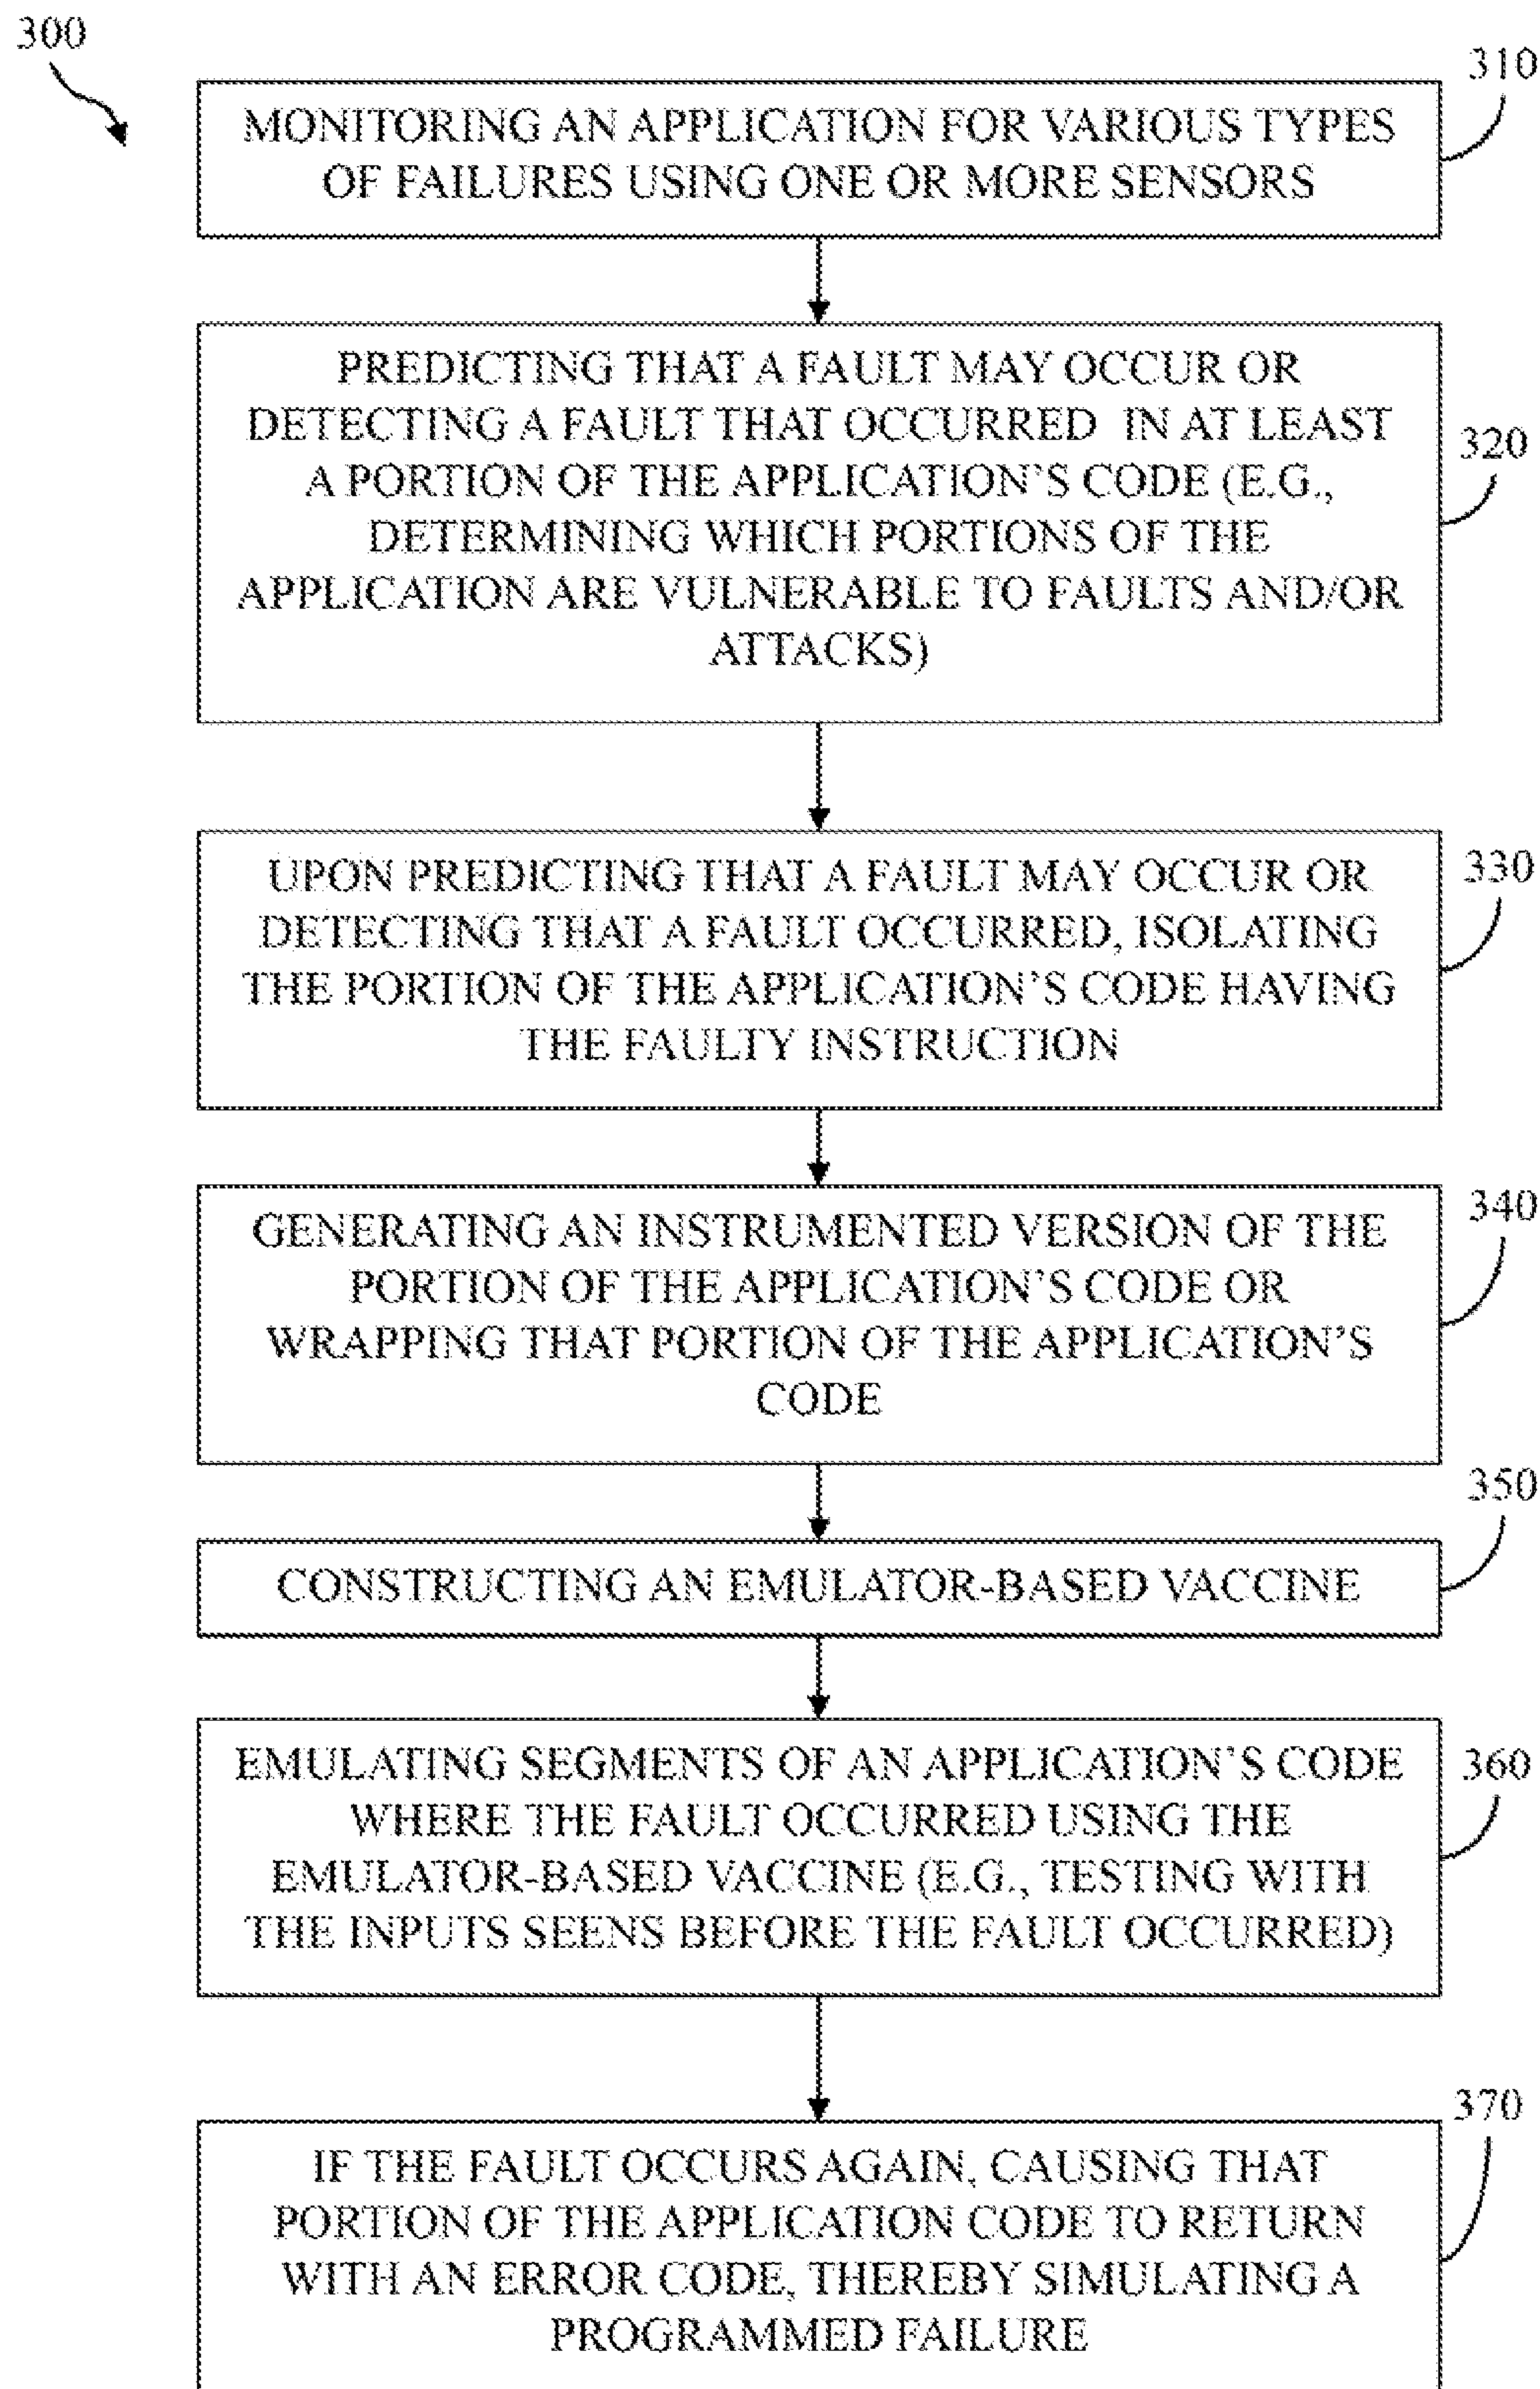 300
310
MONITORING AN APPLICATION FOR VARIOUS TYPES
OF FAILURES USING ONE OR MORE SENSORS
320
PREDICTING THAT A FAULT MAY OCCUR OR
DETECTING A FAULT THAT OCCURRED IN AT LEAST
A PORTION OF THE APPLICATION'S CODE (E.G.,
DETERMINING WHICH PORTIONS OF THE
APPLICATION ARE VULNERABLE TO FAULTS AND/OR
ATTACKS)
330
UPON PREDICTING THAT A FAULT MAY OCCUR OR
DETECTING THAT A FAULT OCCURRED, ISOLATING
THE PORTION OF THE APPLICATION'S CODE HAVING
THE FAULTY INSTRUCTION
340
GENERATING AN INSTRUMENTED VERSION OF THE
PORTION OF THE APPLICATION'S CODE OR
WRAPPING THAT PORTION OF THE APPLICATION'S
CODE
350
CONSTRUCTING AN EMULATOR-BASED VACCINE
360
EMULATING SEGMENTS OF AN APPLICATION'S CODE
WHERE THE FAULT OCCURRED USING THE
EMULATOR-BASED VACCINE (E.G., TESTING WITH
THE INPUTS SEENS BEFORE THE FAULT OCCURRED)
370
IF THE FAULT OCCURS AGAIN, CAUSING THAT
PORTION OF THE APPLICATION CODE TO RETURN
WITH AN ERROR CODE, THEREBY SIMULATING A
PROGRAMMED FAILURE